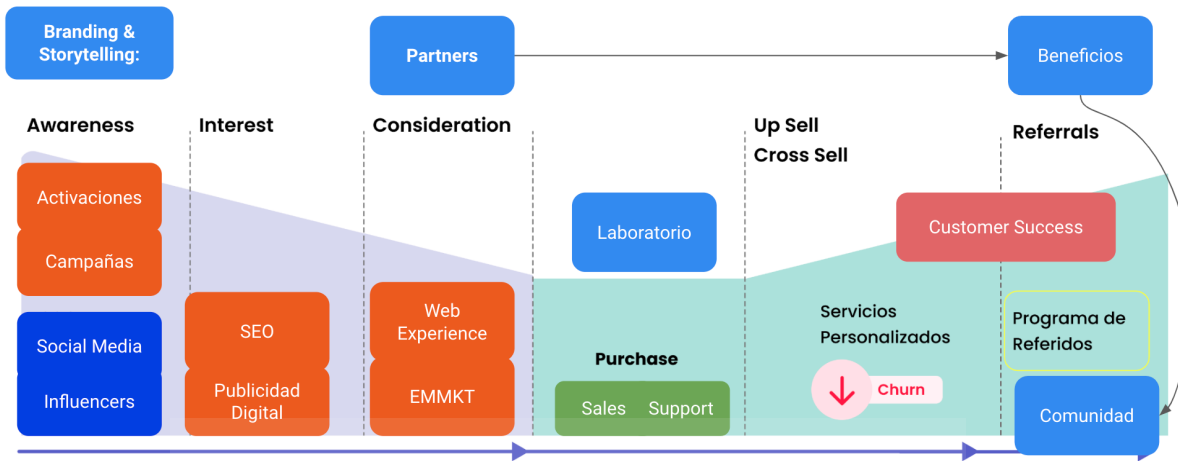 Branding &
Storytelling:
Partners
Beneficios
Awareness
Interest
Consideration
Up Sell
Cross Sell
Referrals
Activaciones
Campañas
Social Media
Influencers
SEO
Publicidad
Digital
Web
Experience
EMMKT
Laboratorio
Purchase
Sales Support
Customer Success
Servicios
Personalizados
Churn
Programa de
Referidos
Comunidad